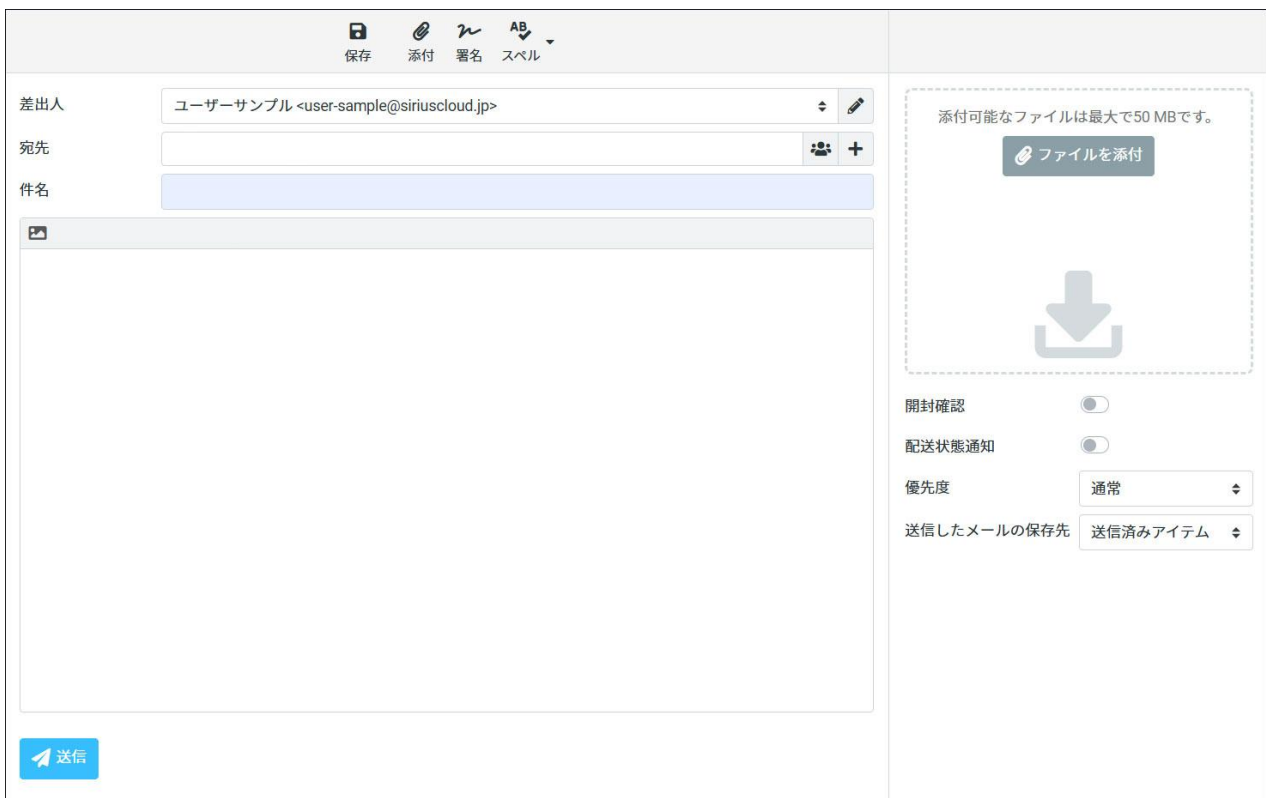 保存 添付 署名 スペル
差出人 ユーザーサンプル <user-sample@siriuscloud.jp>
宛先
件名
送信
添付可能なファイルは最大で50 MBです。
ファイルを添付
開封確認
配送状態通知
優先度 通常
送信したメールの保存先 送信済みアイテム